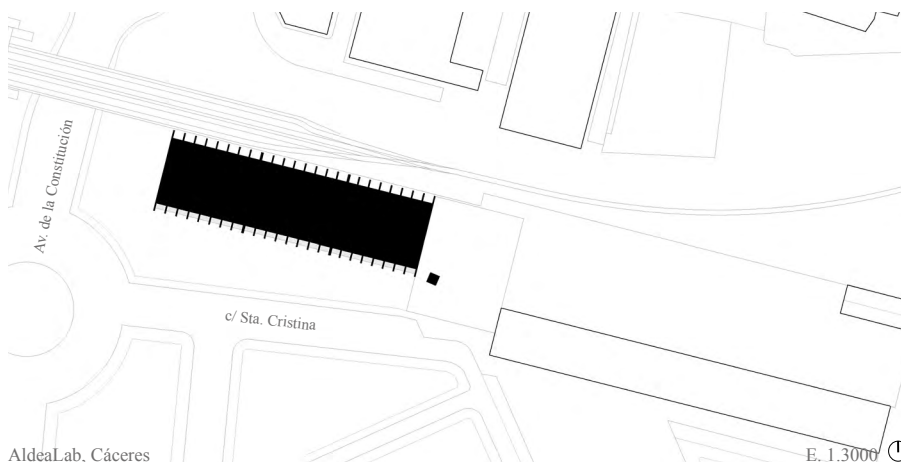 Av. de la Constitución
c/ Sta. Cristina
AldeaLab, Cáceres
E. 1.3000